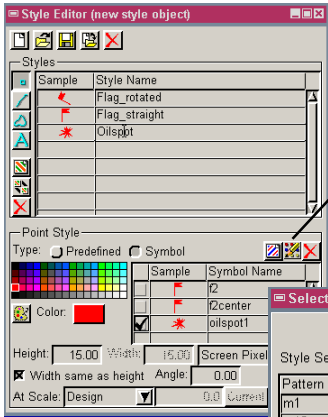 Style Editor (new style object)
Styles
Sample Style Name
Flag_rotated
Flag_straight
Oilspot
Point Style
Type: Predefined Symbol
Sample Symbol Name
f2
f2center
oilspot1
Color:
Select
Height: 15.00 Width: 15.00 Screen Pixel
Width same as height Angle: 0.00
At Scale: Design 0.0 Current
Style Se
Pattern
m1